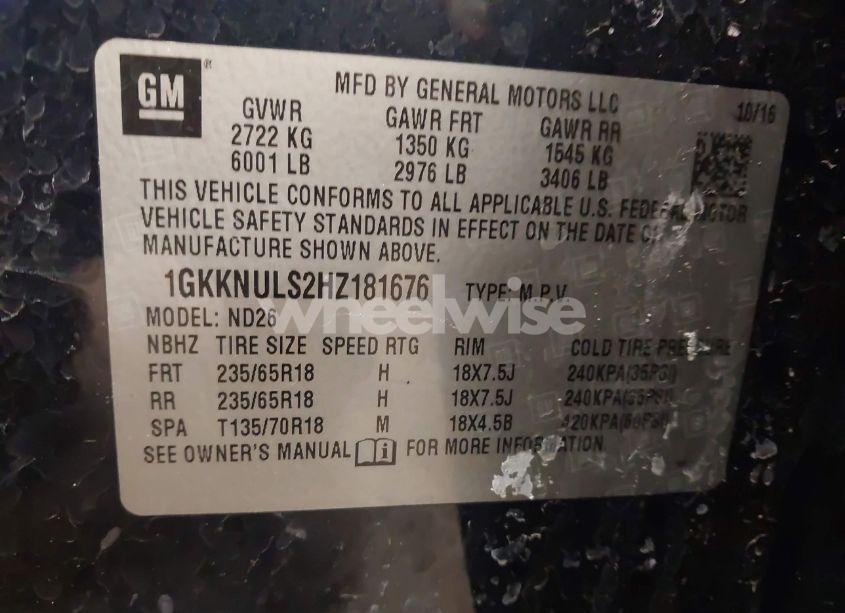 GM ® MFD BY GENERAL MOTORS LLC 10/16
GVWR GAWR FRT GAWR RR
2722 KG 1350 KG 1545 KG
6001 LB 2976 LB 3406 LB
THIS VEHICLE CONFORMS TO ALL APPLICABLE U.S. FEDERAL MOTOR
VEHICLE SAFETY STANDARDS IN EFFECT ON THE DATE OF
MANUFACTURE SHOWN ABOVE.
1GKKNULS2HZ181676 TYPE: M.P.V.
wheelwise
MODEL: ND26
NBHZ TIRE SIZE SPEED RTG RIM COLD TIRE PRESSURE
FRT 235/65R18 H 18X7.5J 240KPA(35PSI)
RR 235/65R18 H 18X7.5J 240KPA(35PSI)
SPA T135/70R18 M 18X4.5B 420KPA(60PSI)
SEE OWNER'S MANUAL i FOR MORE INFORMATION.